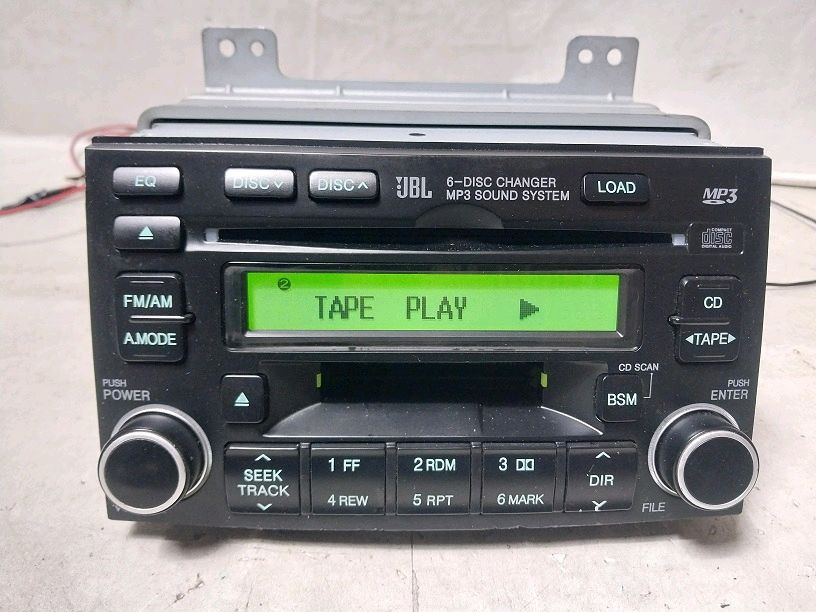 EQ
DISC ∨
DISC ∧
JBL
6-DISC CHANGER
MP3 SOUND SYSTEM
LOAD
MP3
COMPACT
disc
DIGITAL AUDIO
2
TAPE PLAY ▶
FM/AM
A.MODE
CD
◀TAPE▶
CD SCAN
BSM
PUSH
POWER
PUSH
ENTER
SEEK
TRACK
1 FF
4 REW
2 RDM
5 RPT
3
6 MARK
DIR
FILE